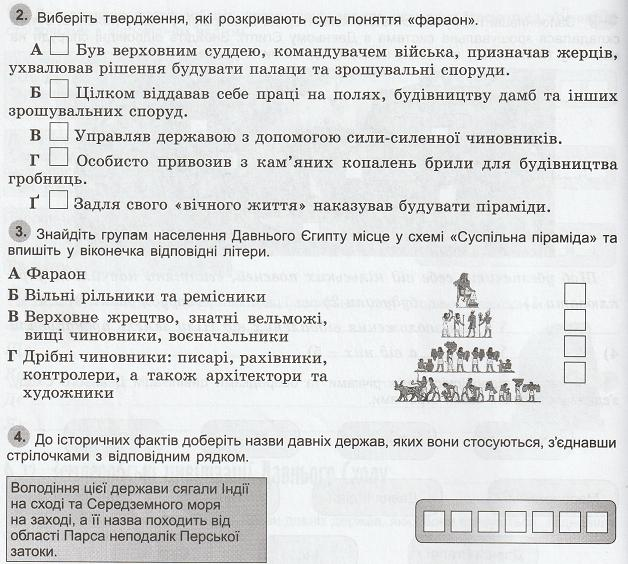 2. Виберіть твердження, які розкривають суть поняття «фараон».
А Був верховним суддею, командувачем війська, призначав жерців,
ухвалював рішення будувати палаци та зрошувальні споруди.
Б Цілком віддавав себе праці на полях, будівництву дамб та інших
зрошувальних споруд.
В Управляв державою з допомогою сили-силенної чиновників.
Г Особисто привозив з кам’яних копалень брили для будівництва
гробниць.
Ґ Задля свого «вічного життя» наказував будувати піраміди.
3. Знайдіть групам населення Давнього Єгипту місце у схемі «Суспільна піраміда» та
впишіть у віконечка відповідні літери.
А Фараон
Б Вільні рільники та ремісники
В Верховне жрецтво, знатні вельможі,
вищі чиновники, воєначальники
Г Дрібні чиновники: писарі, рахівники,
контролери, а також архітектори та
художники
4. До історичних фактів доберіть назви давніх держав, яких вони стосуються, з’єднавши
стрілочками з відповідним рядком.
Володіння цієї держави сягали Індії
на сході та Середземного моря
на заході, а її назва походить від
області Парса неподалік Перської
затоки.